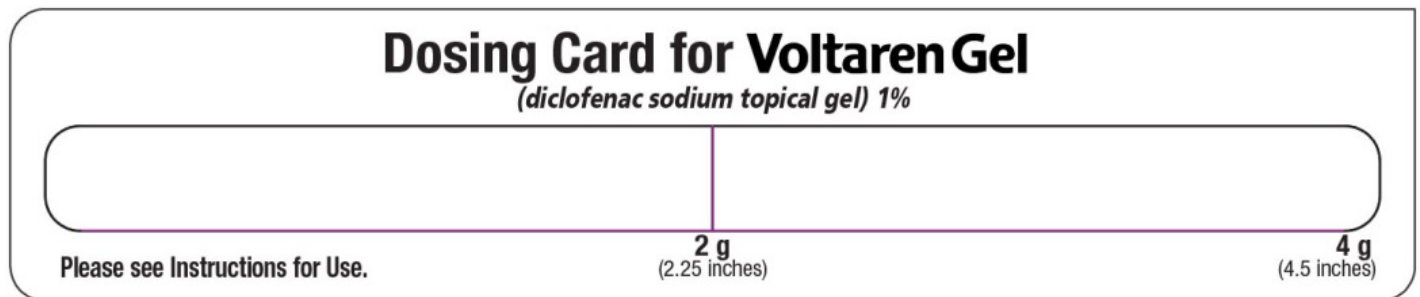 Dosing Card for Voltaren Gel
(diclofenac sodium topical gel) 1%
2 g
(2.25 inches)
4 g
(4.5 inches)
Please see Instructions for Use.